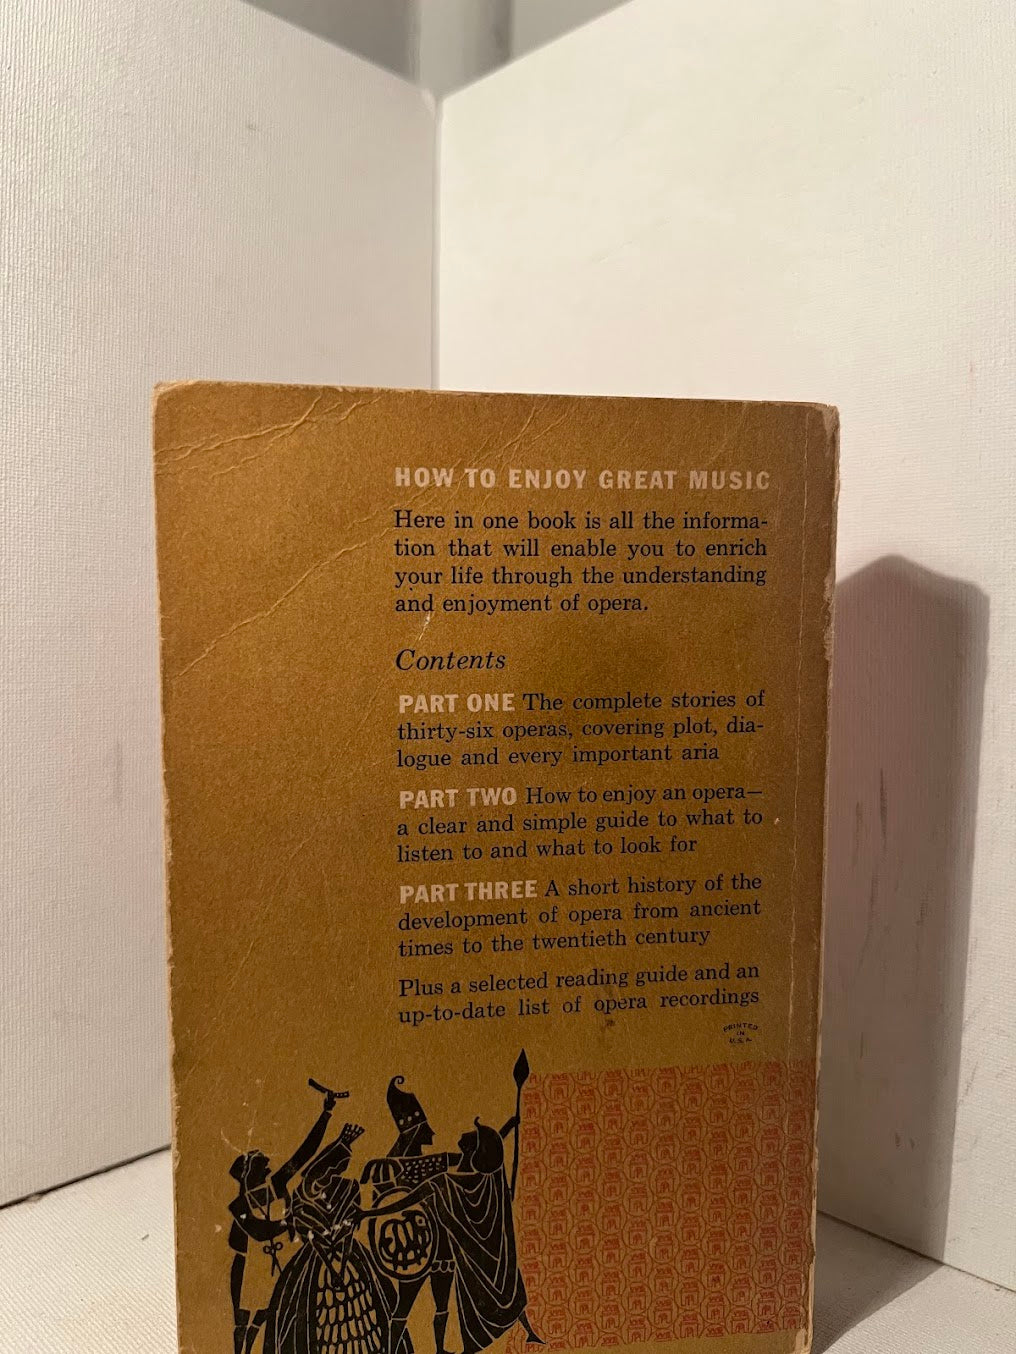 HOW TO ENJOY GREAT MUSIC
Here in one book is all the informa-
tion that will enable you to enrich
your life through the understanding
and enjoyment of opera.
Contents
PART ONE The complete stories of
thirty-six operas, covering plot, dia-
logue and every important aria
PART TWO How to enjoy an opera—
a clear and simple guide to what to
listen to and what to look for
PART THREE A short history of the
development of opera from ancient
times to the twentieth century
Plus a selected reading guide and an
up-to-date list of opera recordings
PRINTED
IN
U.S.A.